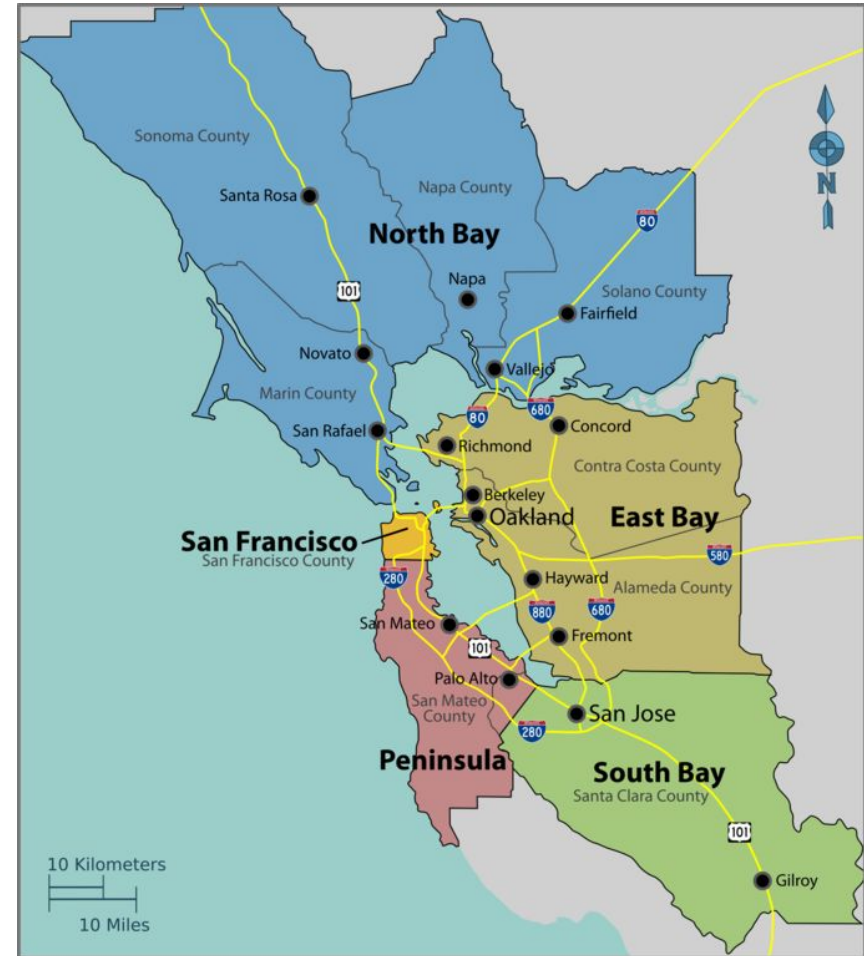 Sonoma County
Napa County
Santa Rosa
North Bay
N
80
101
Napa
Solano County
Fairfield
Novato
Vallejo
Marin County
80
680
Concord
San Rafael
Richmond
Contra Costa County
Berkeley
Oakland
East Bay
San Francisco
San Francisco County
580
280
Hayward
Alameda County
880
680
San Mateo
101
Fremont
Palo Alto
San Mateo
County
San Jose
280
Peninsula
South Bay
Santa Clara County
101
10 Kilometers
Gilroy
10 Miles